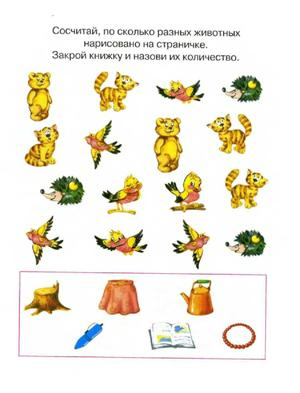 Сосчитай, по сколько разных животных
нарисовано на страничке.
Закрой книжку и назови их количество.